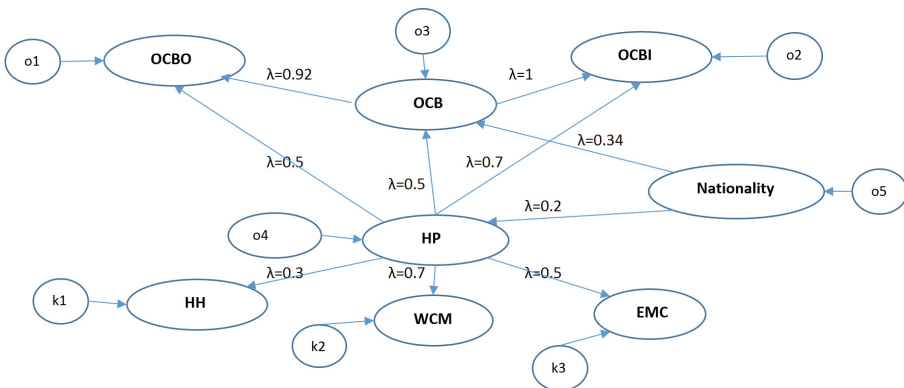 o3
o1
OCBO
OCBI
o2
λ=0.92
λ=1
OCB
λ=0.34
λ=0.5
λ=0.7
λ=0.5
Nationality
o5
λ=0.2
o4
HP
λ=0.3
λ=0.7
λ=0.5
k1
HH
WCM
EMC
k2
k3